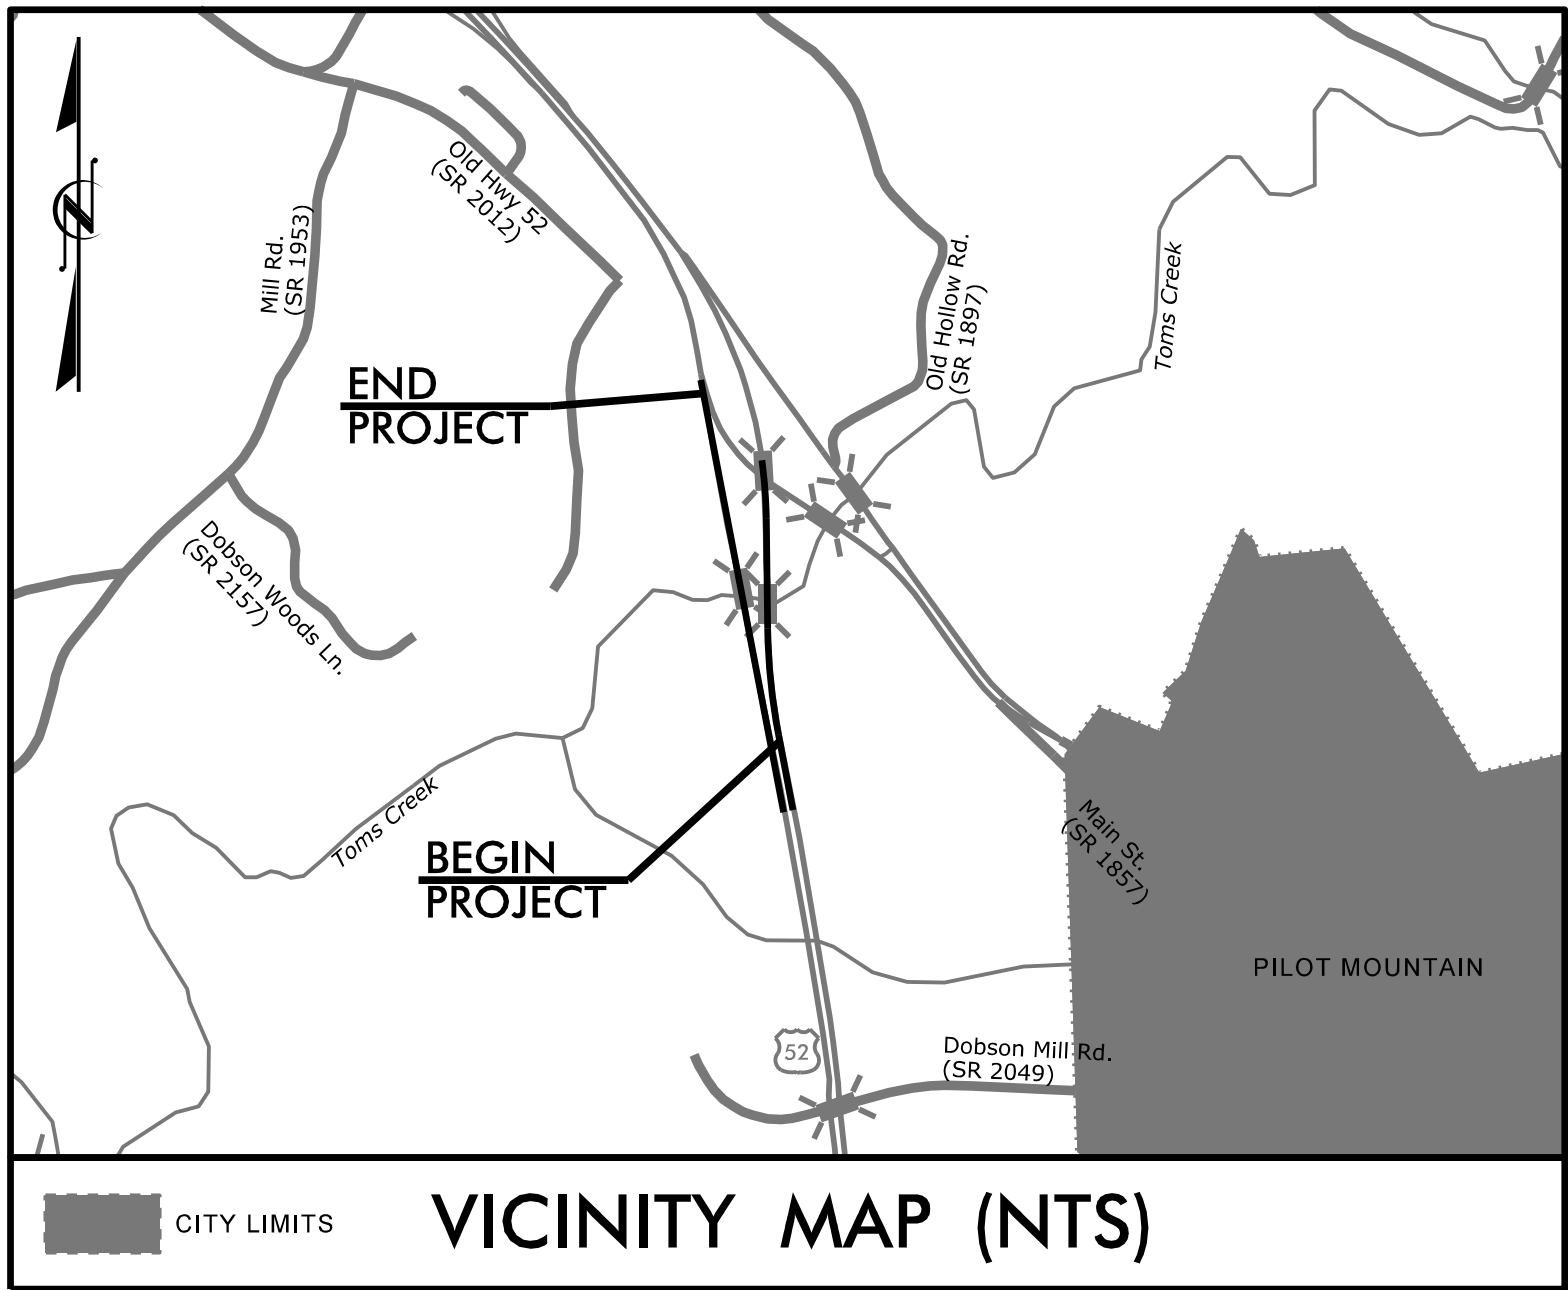 Old Hwy 52
(SR 2012)
Mill Rd.
(SR 1953)
Old Hollow Rd.
(SR 1897)
Toms Creek
END
PROJECT
Dobson Woods Ln.
(SR 2157)
Toms Creek
BEGIN
PROJECT
Main St.
(SR 1857)
PILOT MOUNTAIN
52
Dobson Mill Rd.
(SR 2049)
CITY LIMITS
VICINITY MAP (NTS)